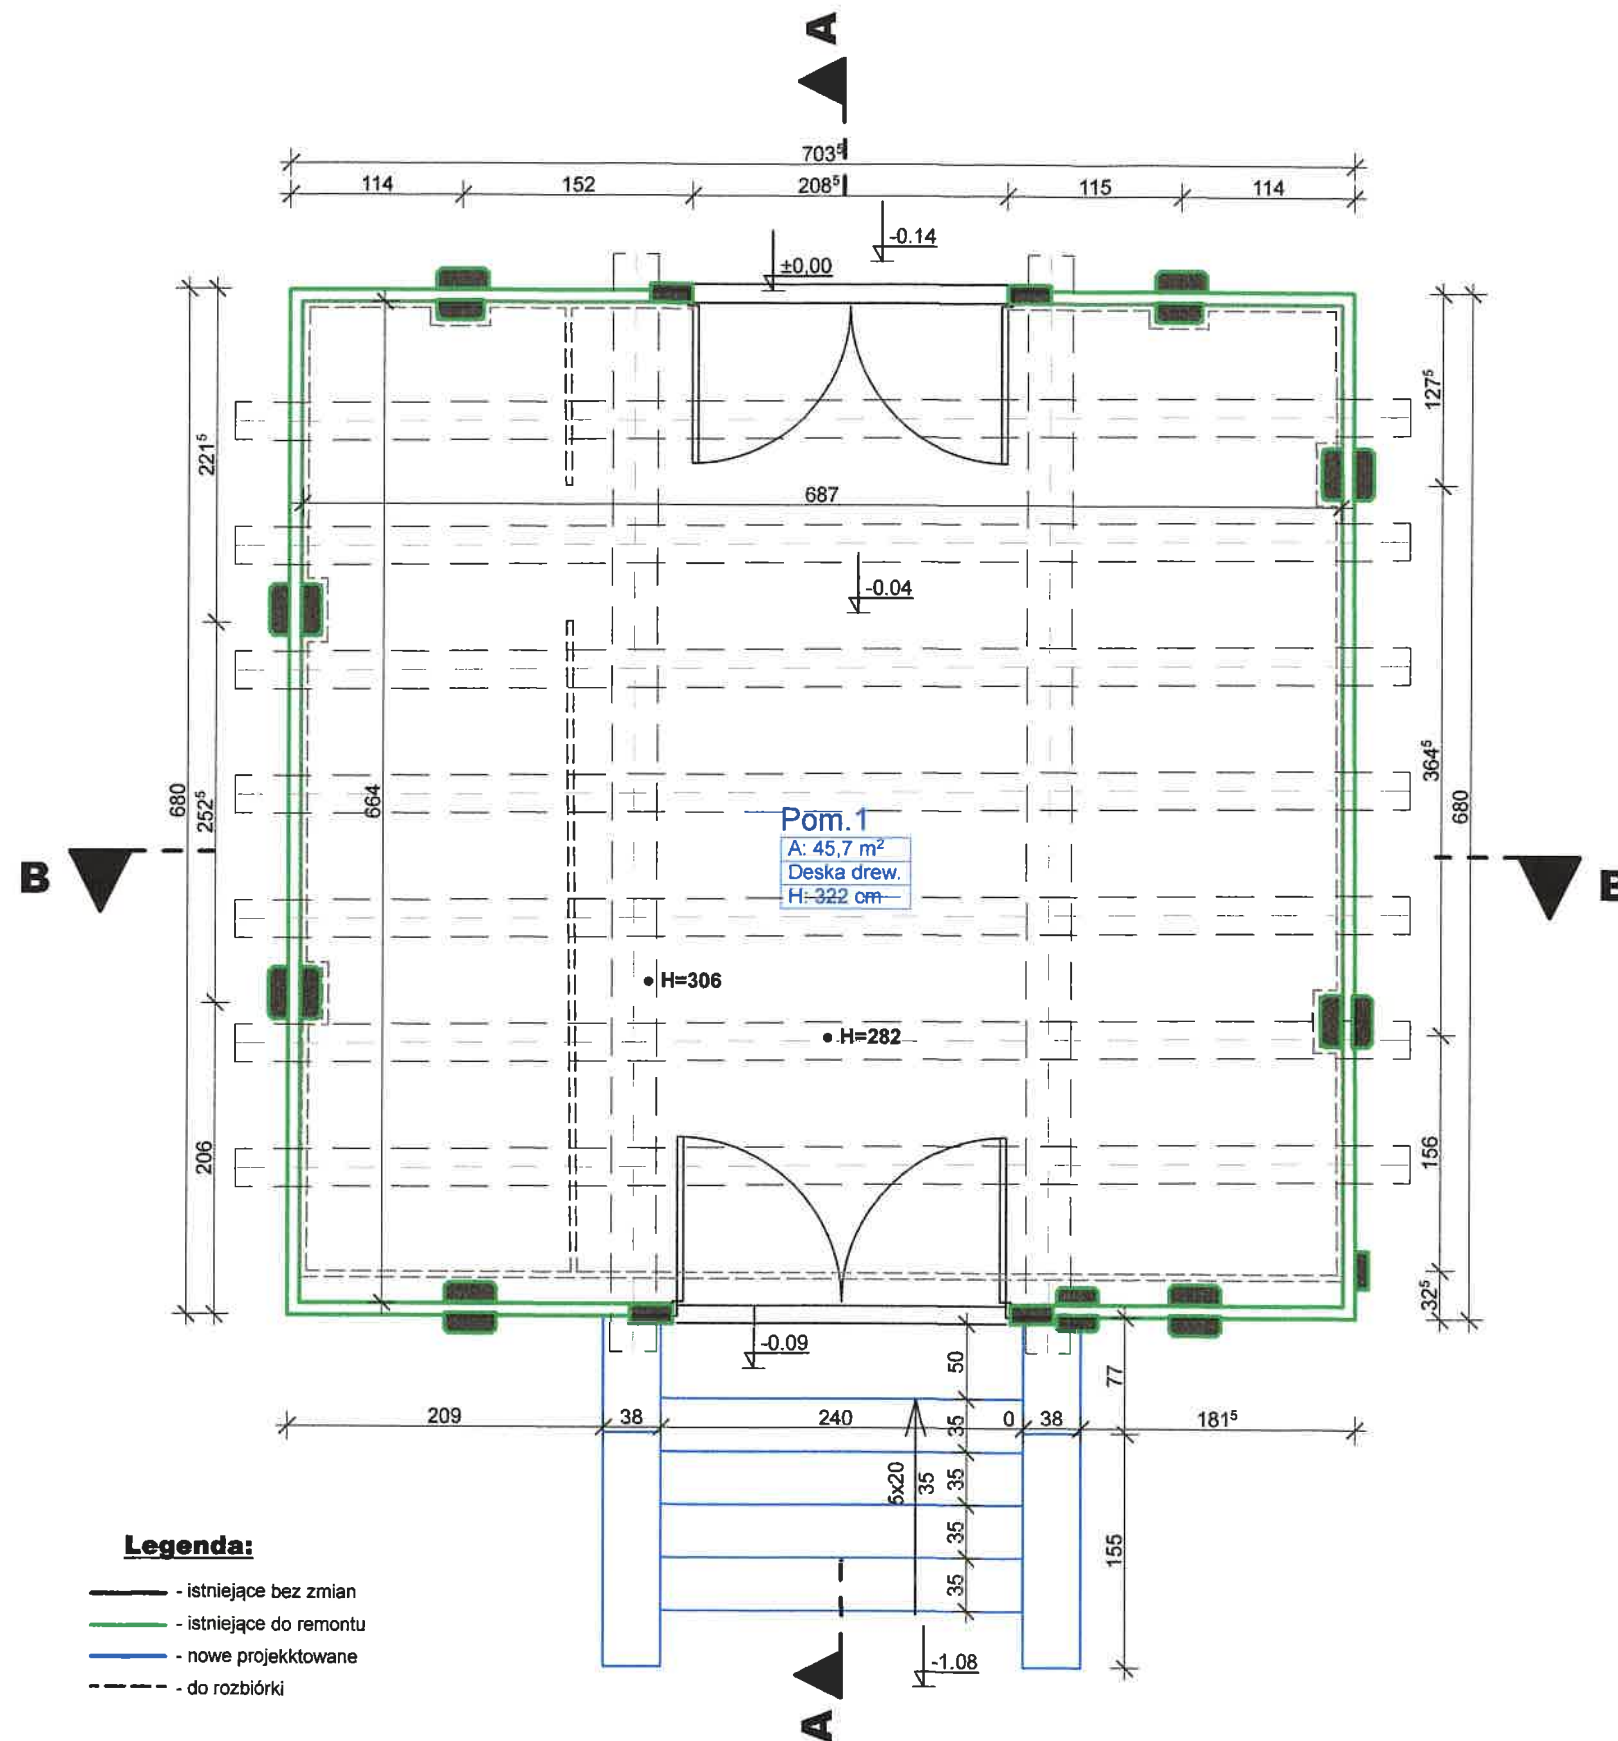 A
703⁵
114 152 208⁵ 115 114
-0.14
±0,00
127⁵
221⁵
687
-0.04
364⁵
680
252⁵
664
680
Pom.1
A: 45,7 m²
Deska drew.
H: 322 cm
B
B
H=306
H=282
206
156
32⁵
-0.09
50
77
209 38 240 0 38 181⁵
35
5x20
35
35
35
155
35
-1.08
A
Legenda:
- istniejące bez zmian
- istniejące do remontu
- nowe projekktowane
- do rozbiórki